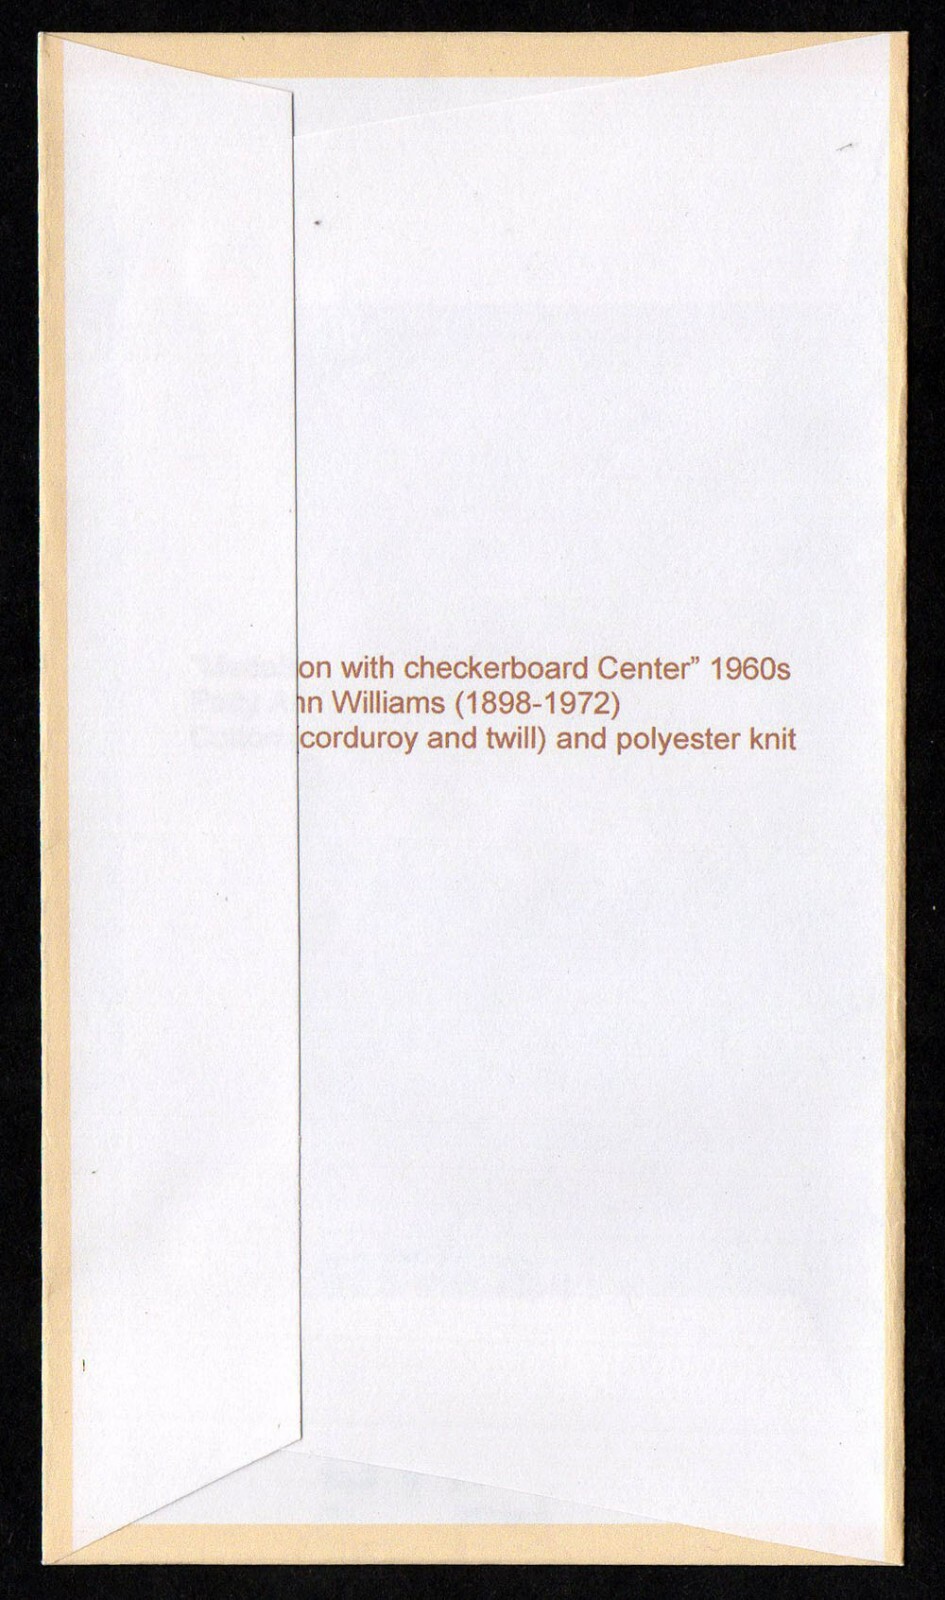 on with checkerboard Center” 1960s
nn Williams (1898-1972)
(corduroy and twill) and polyester knit